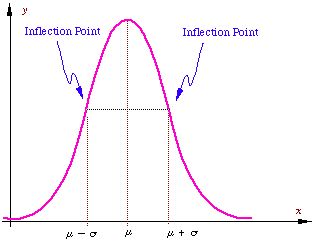 y
Inflection Point
Inflection Point
x
μ − σ
μ
μ + σ